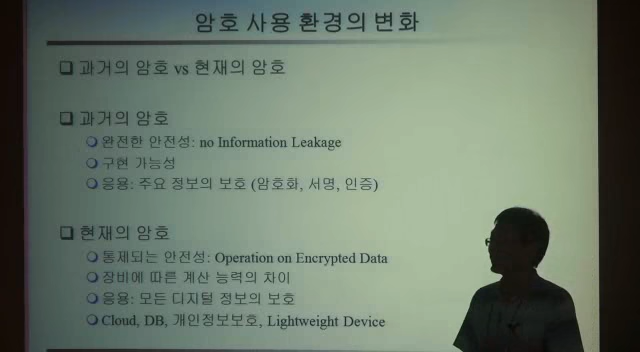 암호 사용 환경의 변화
과거의 암호 vs 현재의 암호
과거의 암호
완전한 안전성: no Information Leakage
구현 가능성
응용: 주요 정보의 보호 (암호화, 서명, 인증)
현재의 암호
통제되는 안전성: Operation on Encrypted Data
장비에 따른 계산 능력의 차이
응용: 모든 디지털 정보의 보호
Cloud, DB, 개인정보보호, Lightweight Device